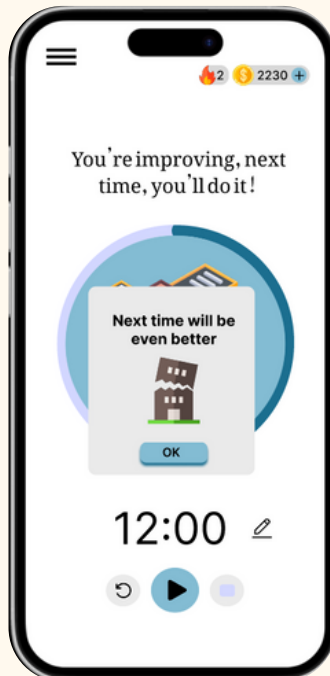 2 2230 +
You're improving, next
time, you'll do it!
Next time will be
even better
OK
12:00